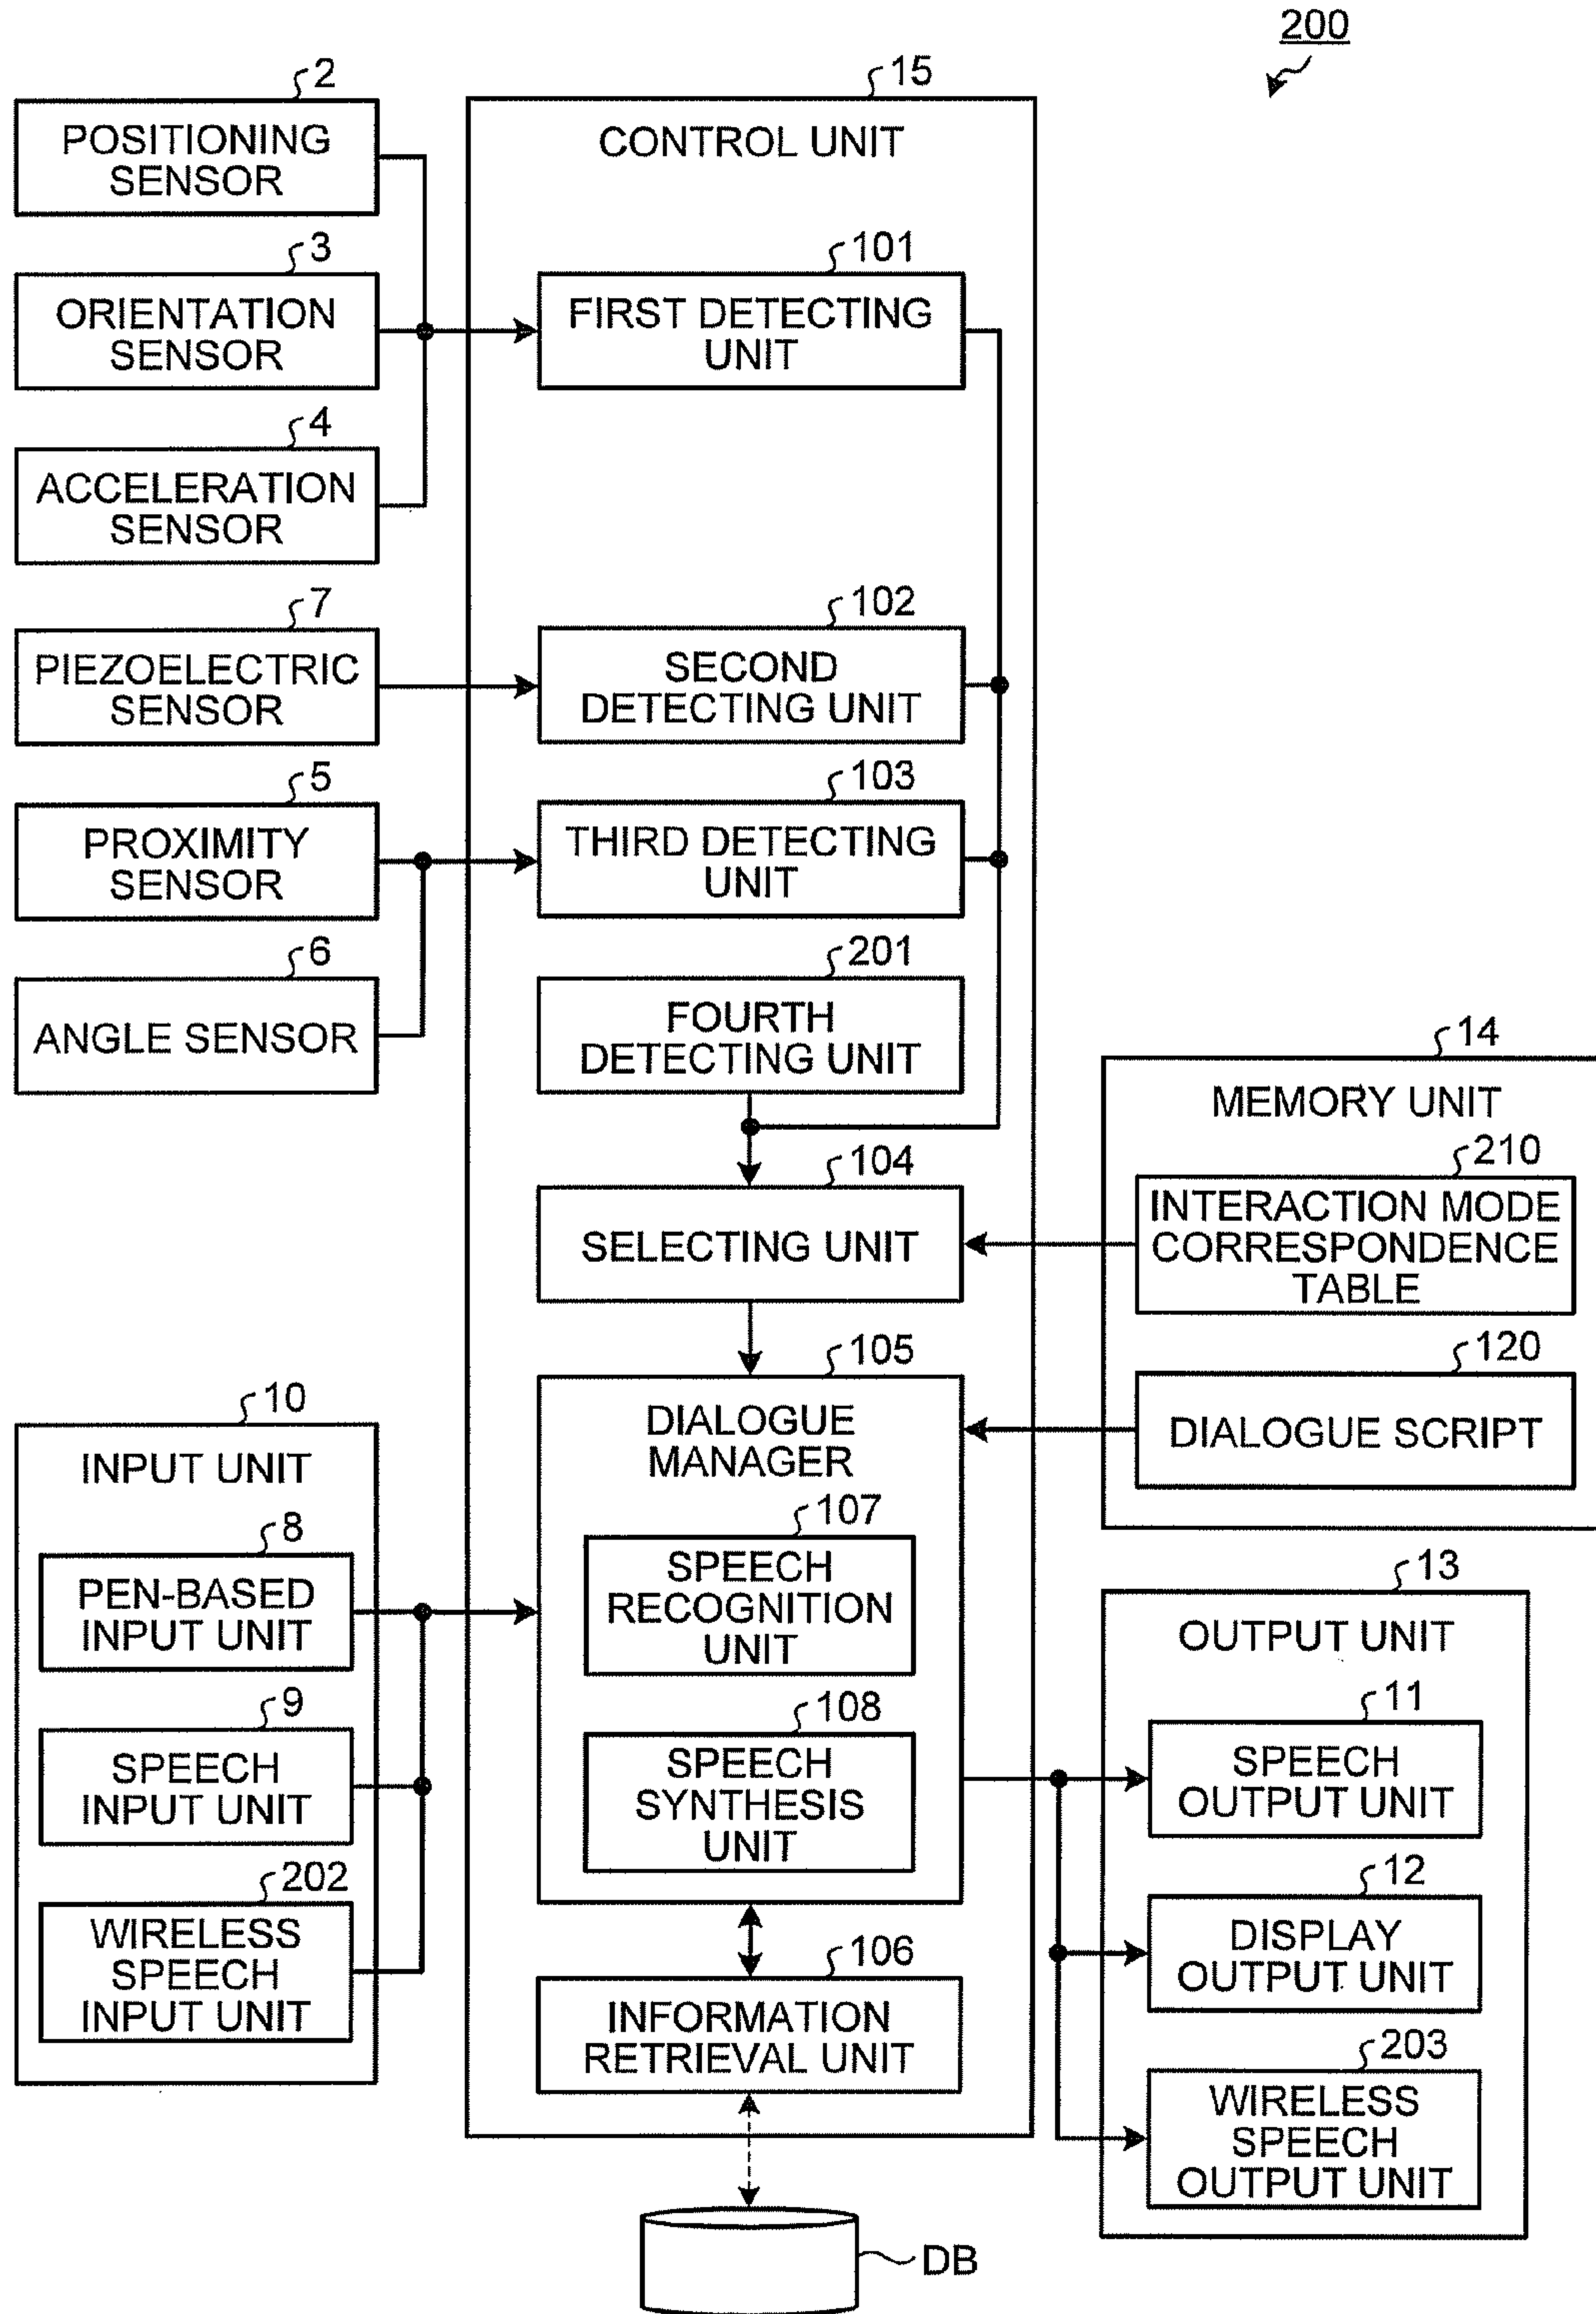 200
2
POSITIONING
SENSOR
3
ORIENTATION
SENSOR
4
ACCELERATION
SENSOR
7
PIEZOELECTRIC
SENSOR
5
PROXIMITY
SENSOR
6
ANGLE SENSOR
15
CONTROL UNIT
101
FIRST DETECTING
UNIT
102
SECOND
DETECTING UNIT
103
THIRD DETECTING
UNIT
201
FOURTH
DETECTING UNIT
104
SELECTING UNIT
105
DIALOGUE
MANAGER
107
SPEECH
RECOGNITION
UNIT
108
SPEECH
SYNTHESIS
UNIT
106
INFORMATION
RETRIEVAL UNIT
DB
10
INPUT UNIT
8
PEN-BASED
INPUT UNIT
9
SPEECH
INPUT UNIT
202
WIRELESS
SPEECH
INPUT UNIT
14
MEMORY UNIT
210
INTERACTION MODE
CORRESPONDENCE
TABLE
120
DIALOGUE SCRIPT
13
OUTPUT UNIT
11
SPEECH
OUTPUT UNIT
12
DISPLAY
OUTPUT UNIT
203
WIRELESS
SPEECH
OUTPUT UNIT